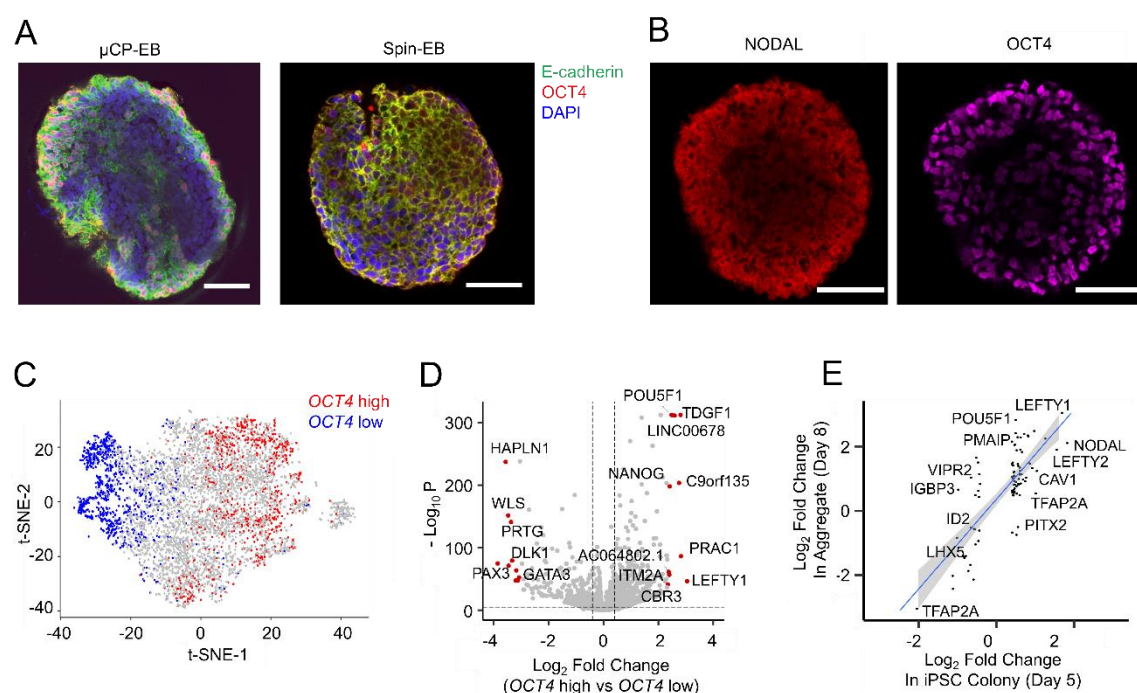 A
μCP-EB
Spin-EB
E-cadherin
OCT4
DAPI
B
NODAL
OCT4
C
OCT4 high
OCT4 low
t-SNE-2
20
0
-20
-40
-40
-20
0
20
40
t-SNE-1
D
- Log10 P
300
200
100
0
POU5F1
TDGF1
LINC00678
HAPLN1
NANOG
C9orf135
WLS
PRTG
DLK1
AC064802.1
PRAC1
PAX3
GATA3
ITM2A
LEFTY1
CBR3
-4
-2
0
2
4
Log2 Fold Change
(OCT4 high vs OCT4 low)
E
Log2 Fold Change
In Aggregate (Day 8)
2
0
-2
LEFTY1
POU5F1
PMAIP
NODAL
VIPR2
LEFTY2
IGBP3
CAV1
TFAP2A
ID2
PITX2
LHX5
TFAP2A
-2
0
2
Log2 Fold Change
In iPSC Colony (Day 5)